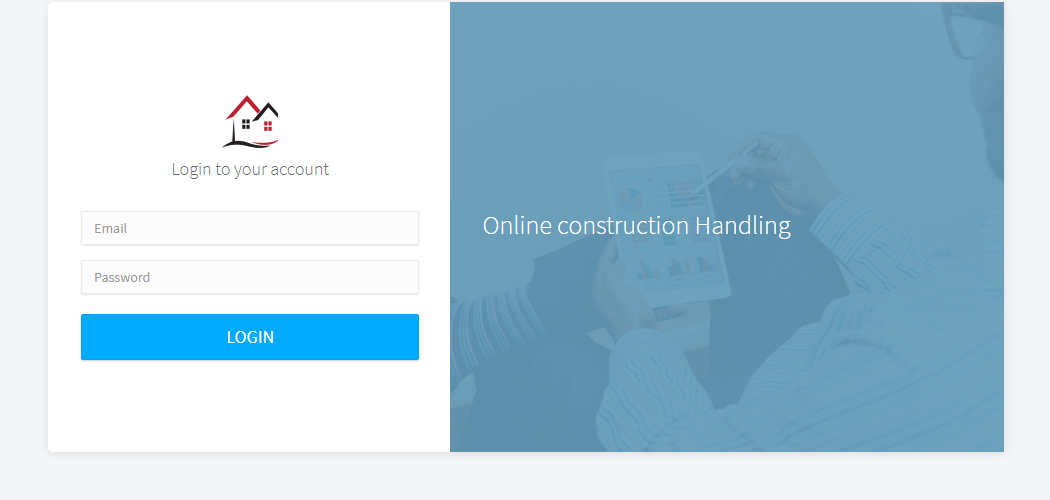 Login to your account
Email
Password
LOGIN
Online construction Handling